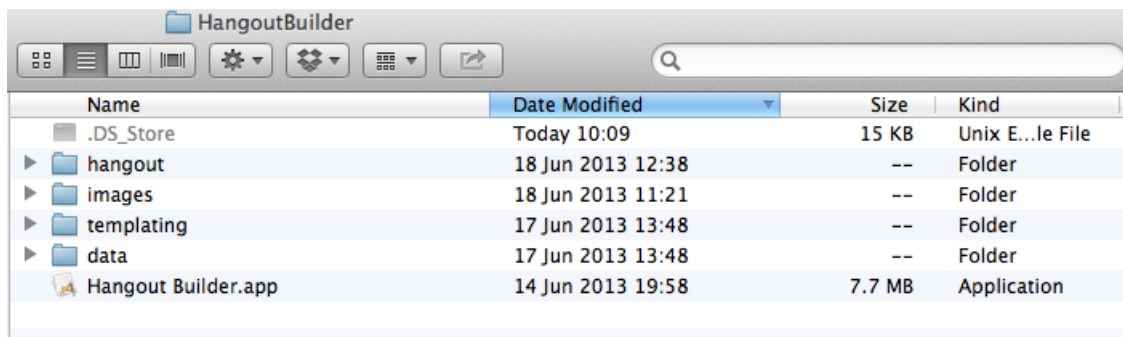 HangoutBuilder
Name Date Modified Size Kind
.DS_Store Today 10:09 15 KB Unix E...le File
hangout 18 Jun 2013 12:38 -- Folder
images 18 Jun 2013 11:21 -- Folder
templating 17 Jun 2013 13:48 -- Folder
data 17 Jun 2013 13:48 -- Folder
Hangout Builder.app 14 Jun 2013 19:58 7.7 MB Application